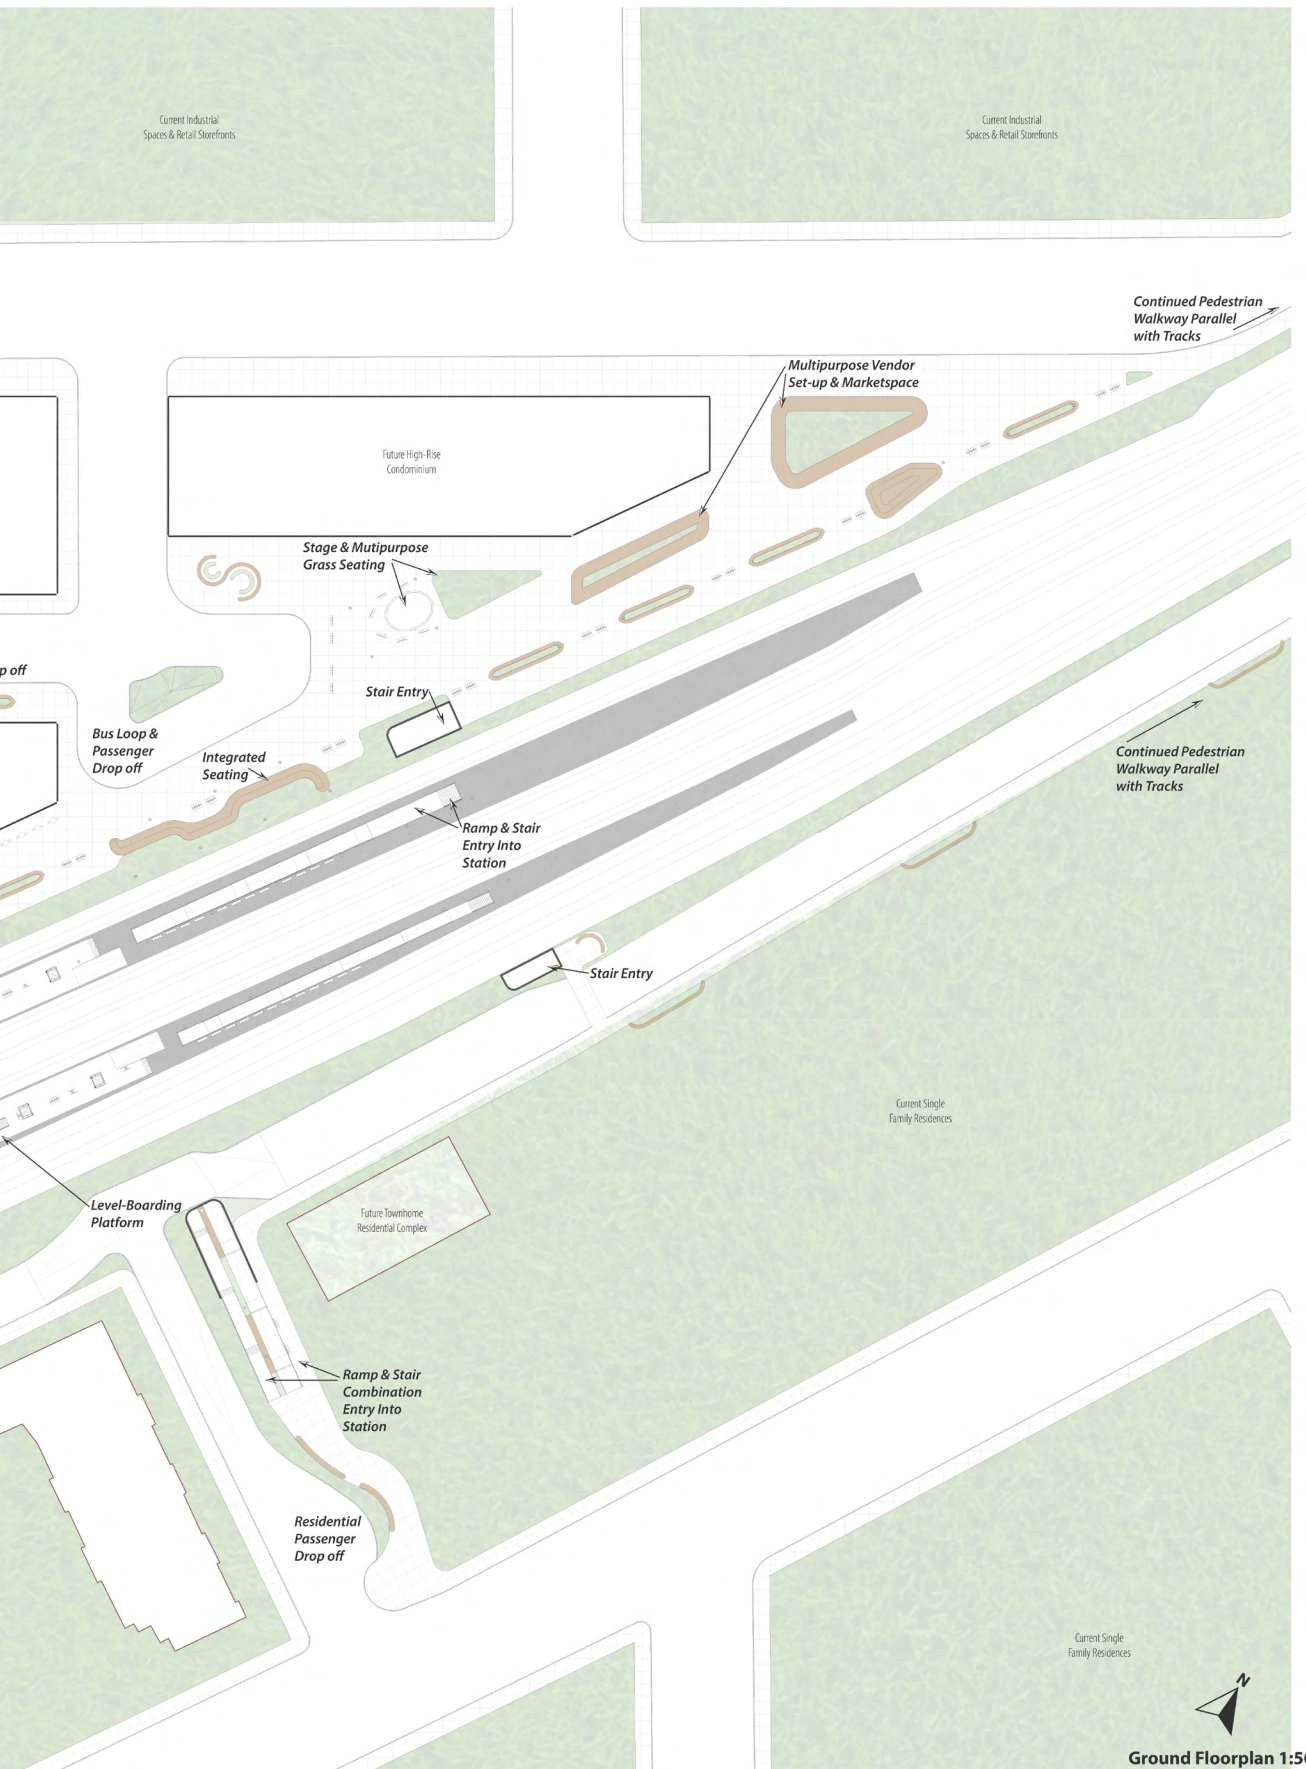 Current Industrial
Spaces & Retail Storefronts
Current Industrial
Spaces & Retail Storefronts
Continued Pedestrian
Walkway Parallel
with Tracks
Multipurpose Vendor
Set-up & Marketspace
Future High-Rise
Condominium
Stage & Mutipurpose
Grass Seating
p off
Stair Entry
Bus Loop &
Passenger
Drop off
Integrated
Seating
Continued Pedestrian
Walkway Parallel
with Tracks
Ramp & Stair
Entry Into
Station
Stair Entry
Current Single
Family Residences
Level-Boarding
Platform
Future Townhome
Residential Complex
Ramp & Stair
Combination
Entry Into
Station
Residential
Passenger
Drop off
Current Single
Family Residences
N
Ground Floorplan 1:50